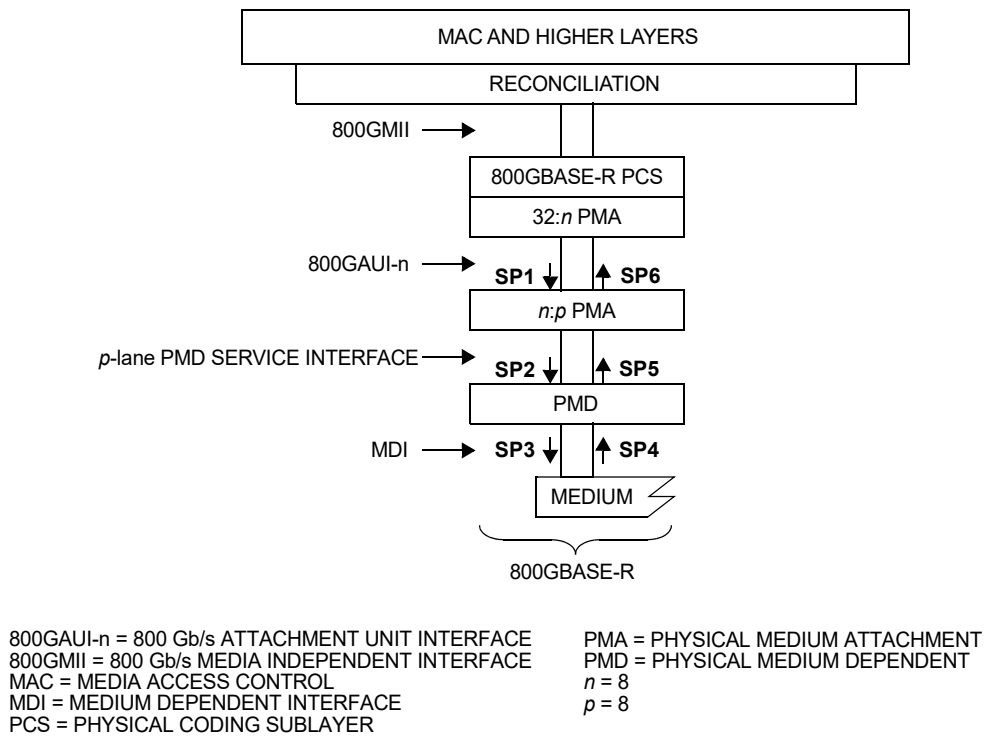 MAC AND HIGHER LAYERS
RECONCILIATION
800GMII
800GBASE-R PCS
32:n PMA
800GAUI-n
SP1 SP6
n:p PMA
p-lane PMD SERVICE INTERFACE
SP2 SP5
PMD
MDI SP3 SP4
MEDIUM
800GBASE-R
800GAUI-n = 800 Gb/s ATTACHMENT UNIT INTERFACE
800GMII = 800 Gb/s MEDIA INDEPENDENT INTERFACE
MAC = MEDIA ACCESS CONTROL
MDI = MEDIUM DEPENDENT INTERFACE
PCS = PHYSICAL CODING SUBLAYER
PMA = PHYSICAL MEDIUM ATTACHMENT
PMD = PHYSICAL MEDIUM DEPENDENT
n = 8
p = 8